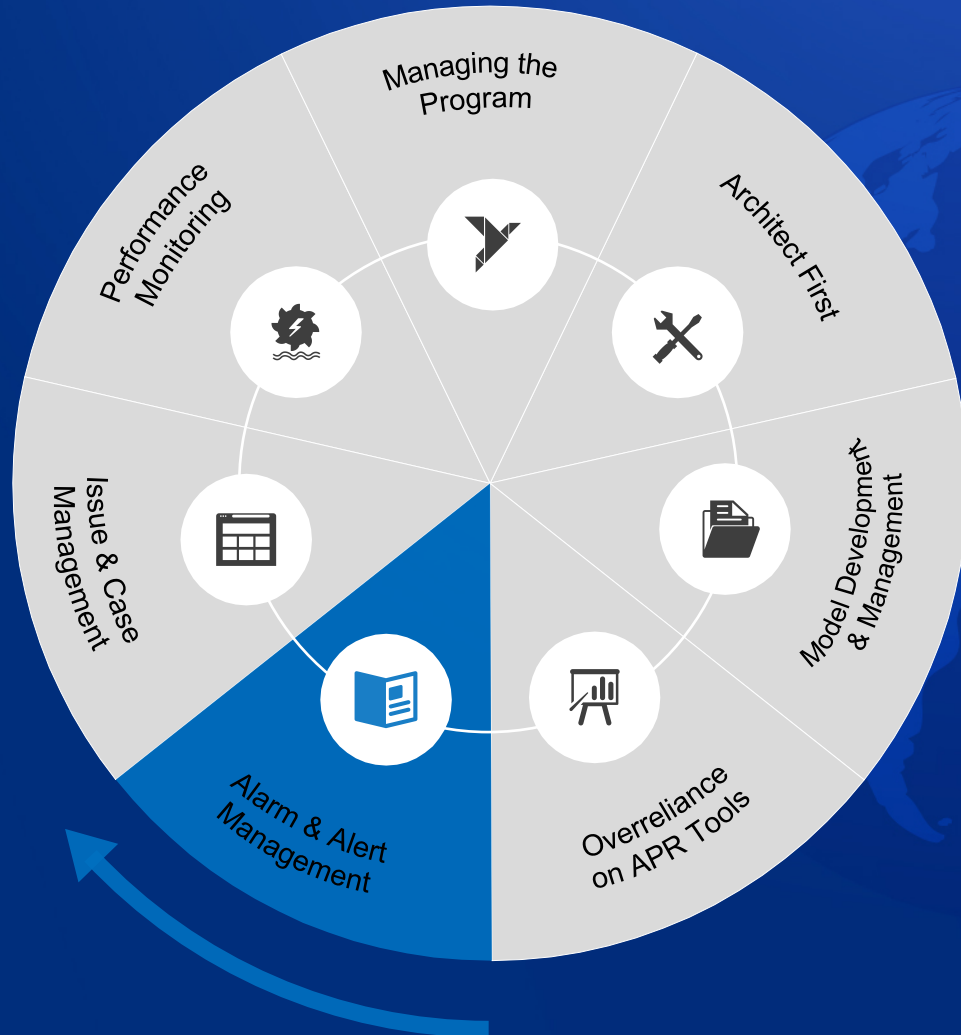 Managing the
Program
Architect First
Model Development
& Management
Overreliance
on APR Tools
Alarm & Alert
Management
Issue & Case
Management
Performance
Monitoring